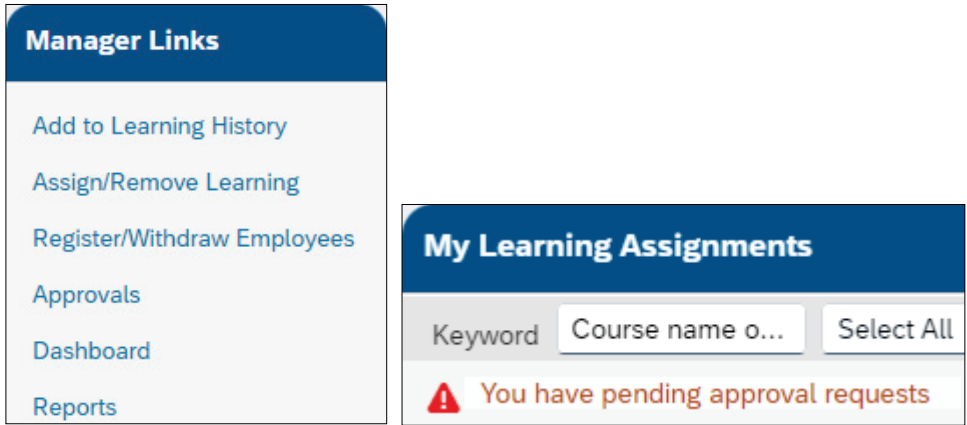 Manager Links
Add to Learning History
Assign/Remove Learning
Register/Withdraw Employees
Approvals
Dashboard
Reports
My Learning Assignments
Keyword Course name o... Select All
You have pending approval requests